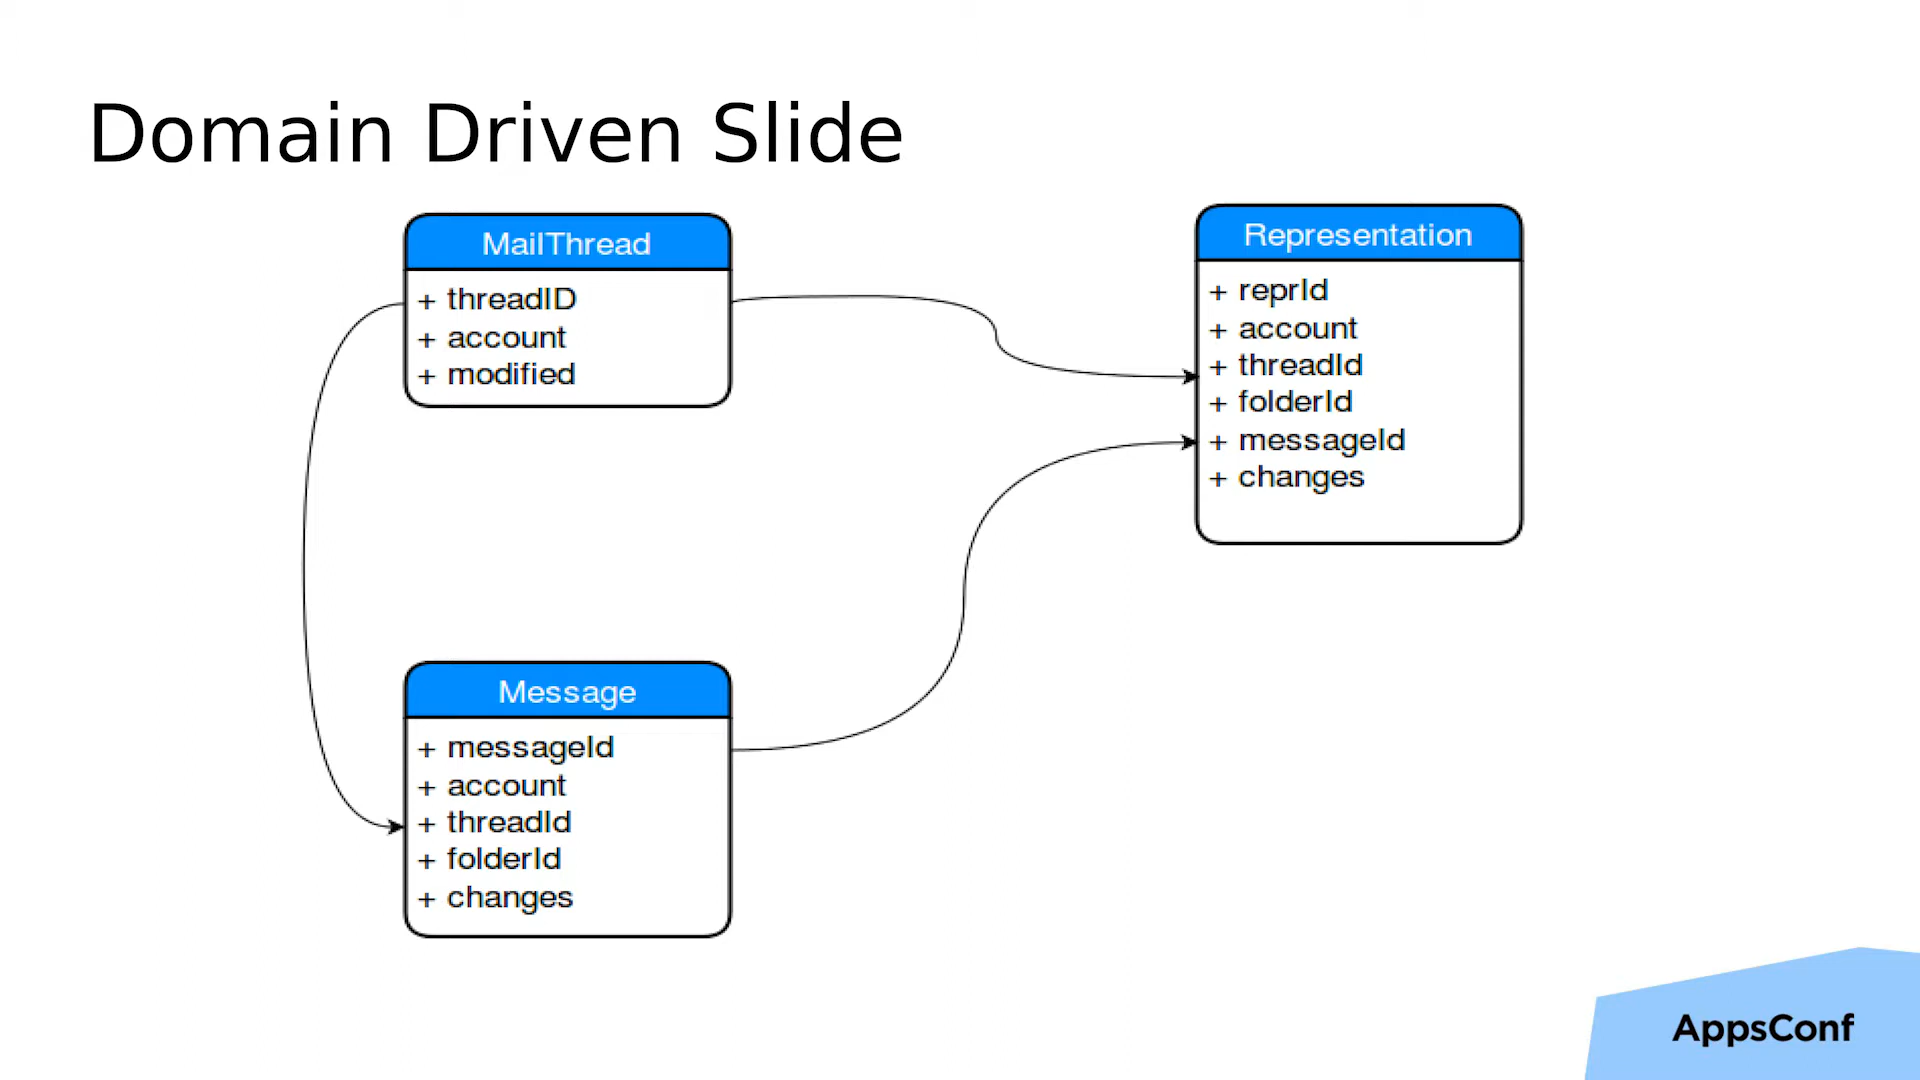 Domain Driven Slide
MailThread
+ threadID
+ account
+ modified
Representation
+ reprId
+ account
+ threadId
+ folderId
+ messageId
+ changes
Message
+ messageId
+ account
+ threadId
+ folderId
+ changes
AppsConf